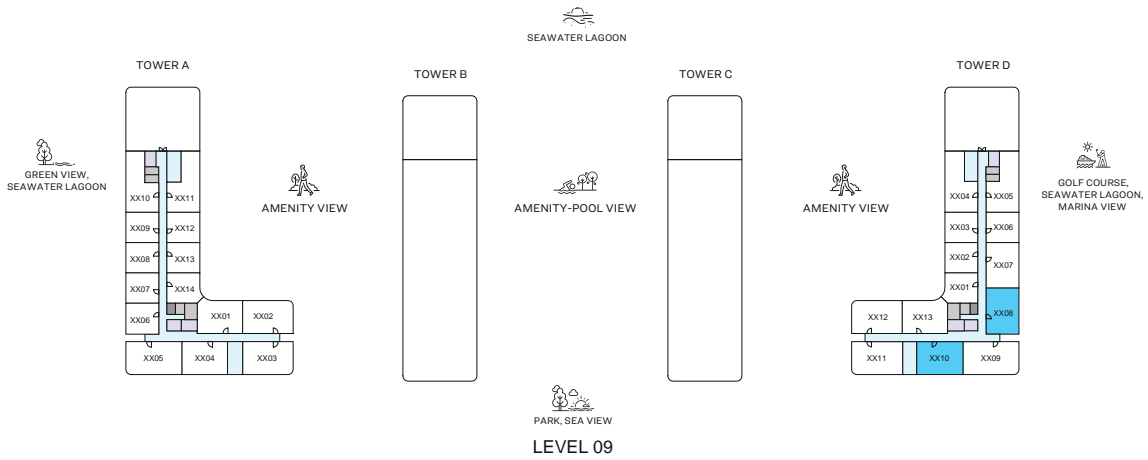 SEAWATER LAGOON
TOWER A
TOWER B
TOWER C
TOWER D
GREEN VIEW,
SEAWATER LAGOON
AMENITY VIEW
AMENITY-POOL VIEW
AMENITY VIEW
GOLF COURSE,
SEAWATER LAGOON,
MARINA VIEW
XX10
XX11
XX09
XX12
XX08
XX13
XX07
XX14
XX06
XX01
XX02
XX05
XX04
XX03
XX04
XX05
XX03
XX06
XX02
XX07
XX01
XX08
XX12
XX13
XX11
XX10
XX09
PARK, SEA VIEW
LEVEL 09